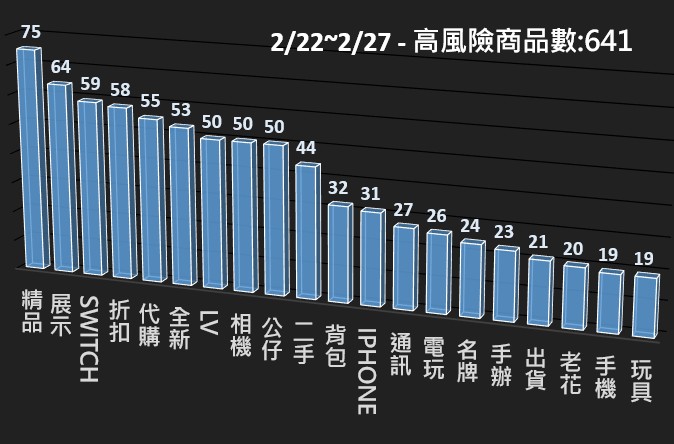 2/22~2/27 - 高風險商品數:641
75
64
59
58
55
53
50
50
50
44
32
31
27
26
24
23
21
20
19
19
精品
展示
SWITCH
折扣
代購
全新
LV
相機
公仔
二手
背包
IPHONE
通訊
電玩
名牌
手辦
出貨
老花
手機
玩具